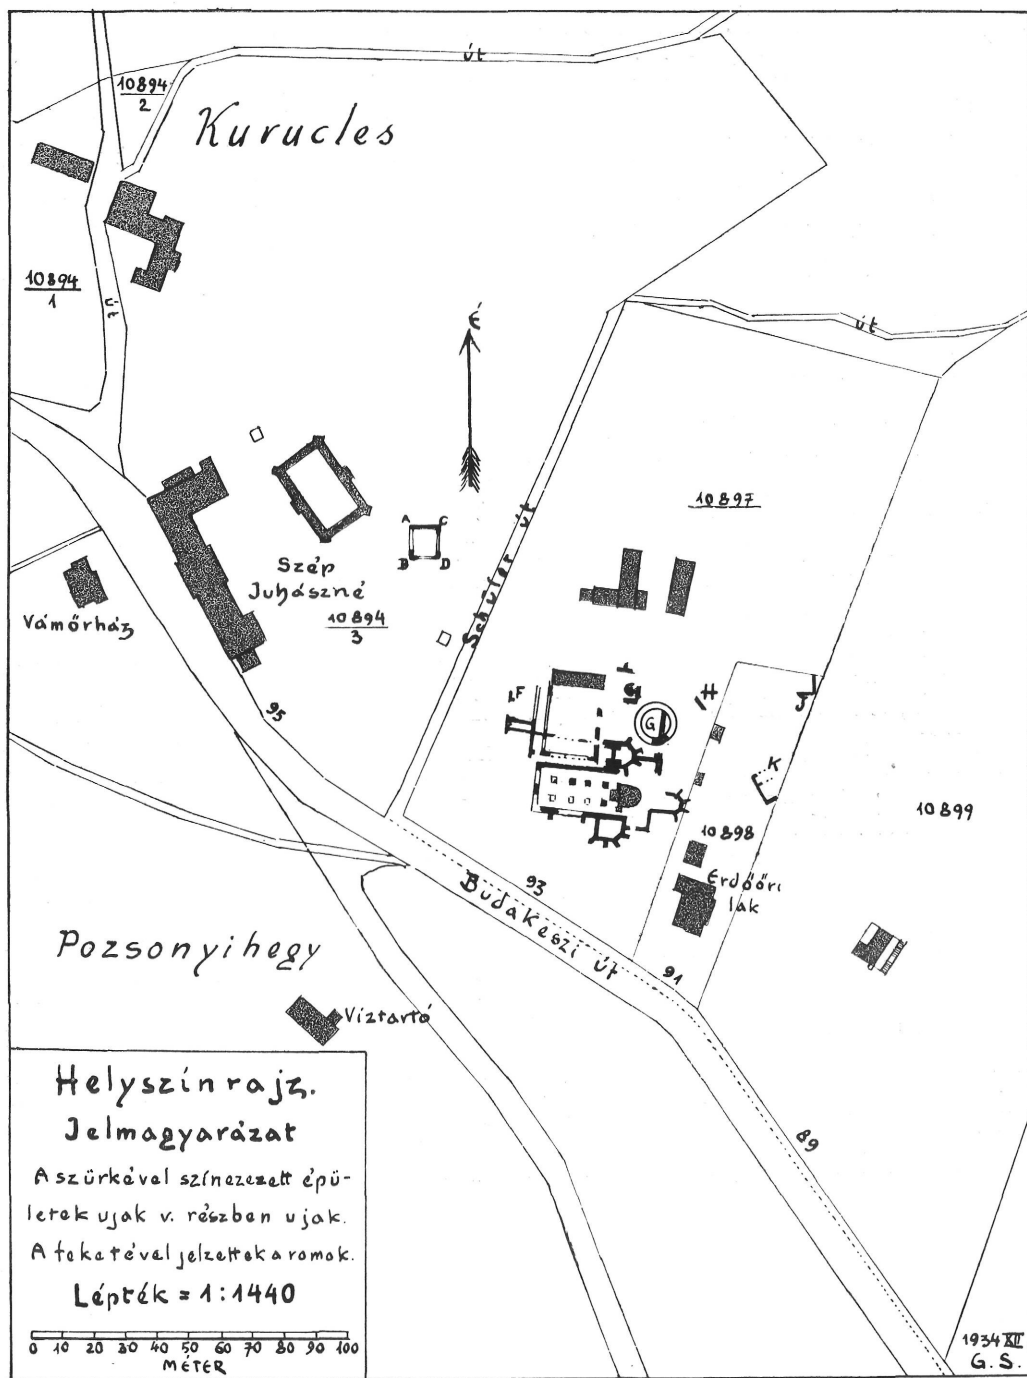 út
10894
2
Kurucles
10894
1
út
É
út
10897
A C
B D
Schäfer út
Szép
Juhászné
10894
3
Vámőrház
95
F
G
H
J
K
10898
10899
Erdőőri
lak
93
Budakeszi út
91
89
Pozsonyihegy
Víztartó
Helyszínrajz.
Jelmagyarázat
A szürkével színezezett épü-
letek ujak v. részben ujak.
A feketével jelzettek a romok.
Lépték = 1:1440
0 10 20 30 40 50 60 70 80 90 100
MÉTER
1934 XII
G. S.